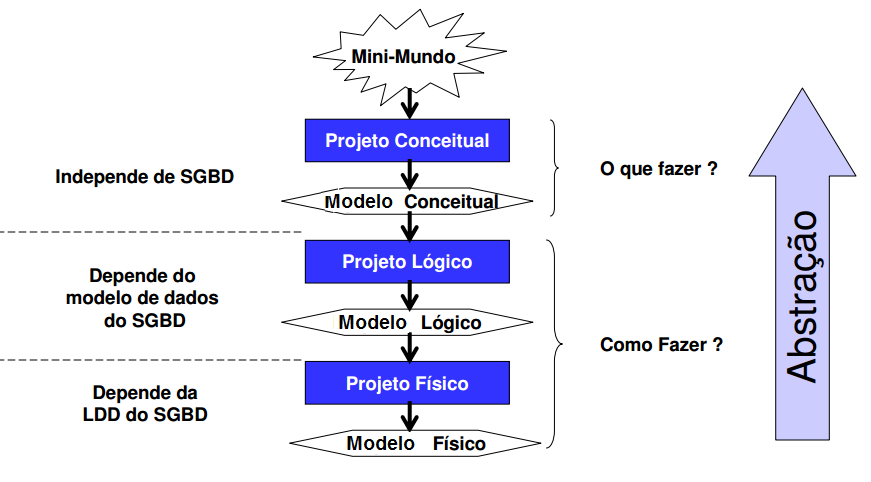 Mini-Mundo
Projeto Conceitual
Independe de SGBD
O que fazer ?
Modelo Conceitual
Projeto Lógico
Depende do
modelo de dados
do SGBD
Modelo Lógico
Como Fazer ?
Projeto Físico
Depende da
LDD do SGBD
Modelo Físico
Abstração